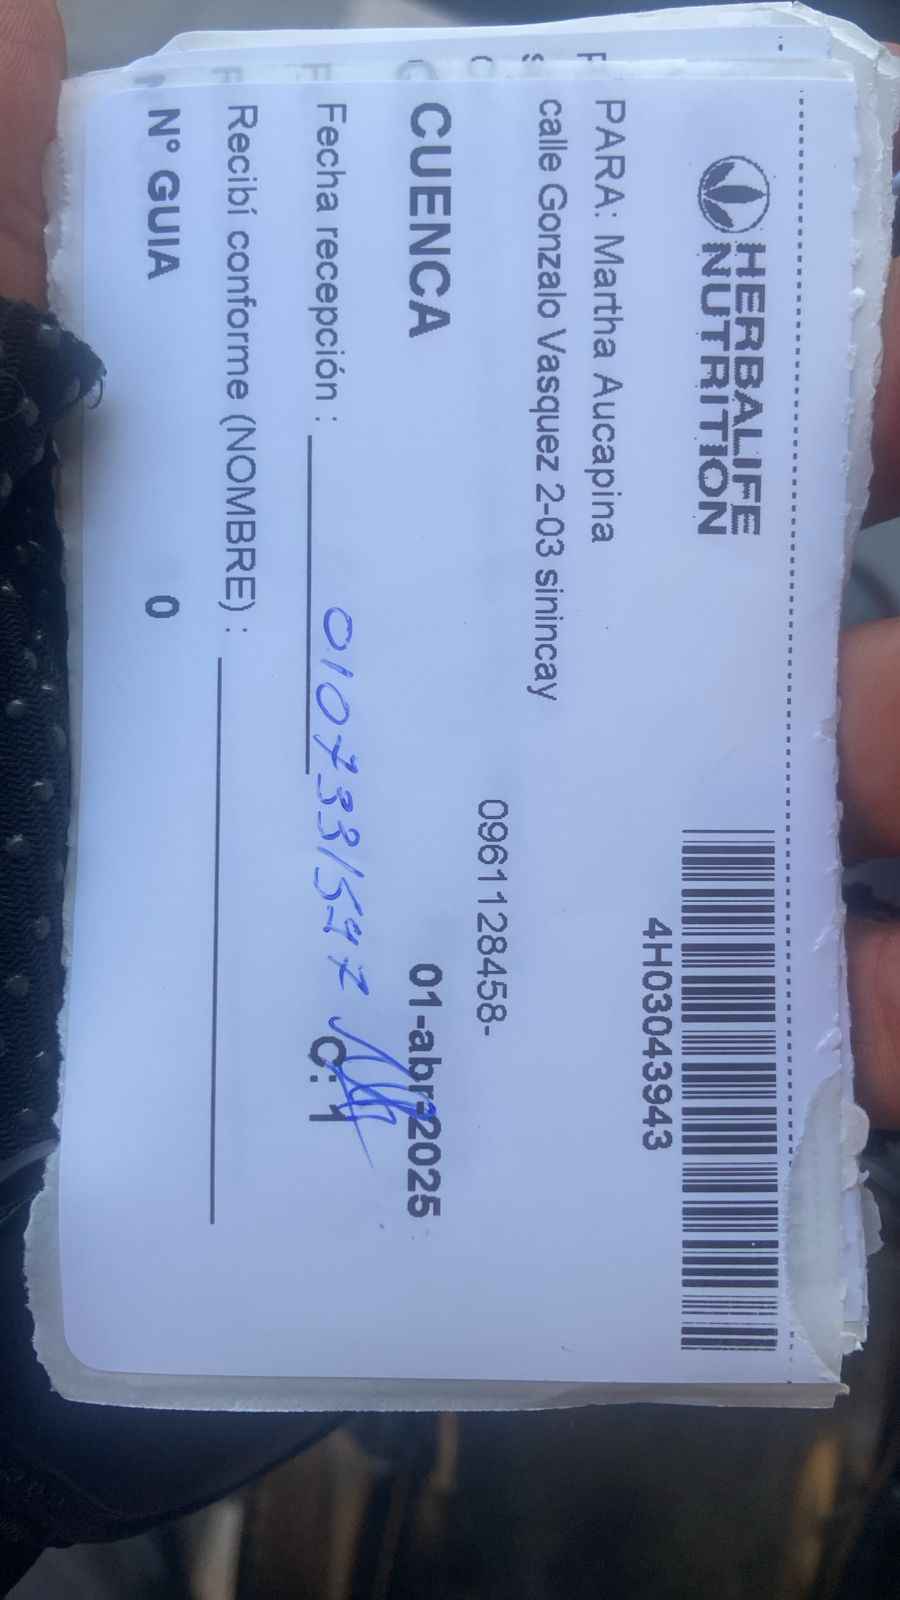 HERBALIFE
NUTRITION
4H03043943
PARA: Martha Aucapina
calle Gonzalo Vasquez 2-03 sinincay
0961128458-
CUENCA
01-abr-2025
Fecha recepción :
0107331547
C: 1
Recibí conforme (NOMBRE) :
N° GUIA 0